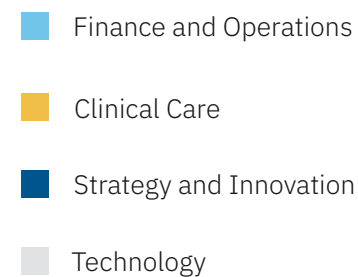 Finance and Operations
Clinical Care
Strategy and Innovation
Technology